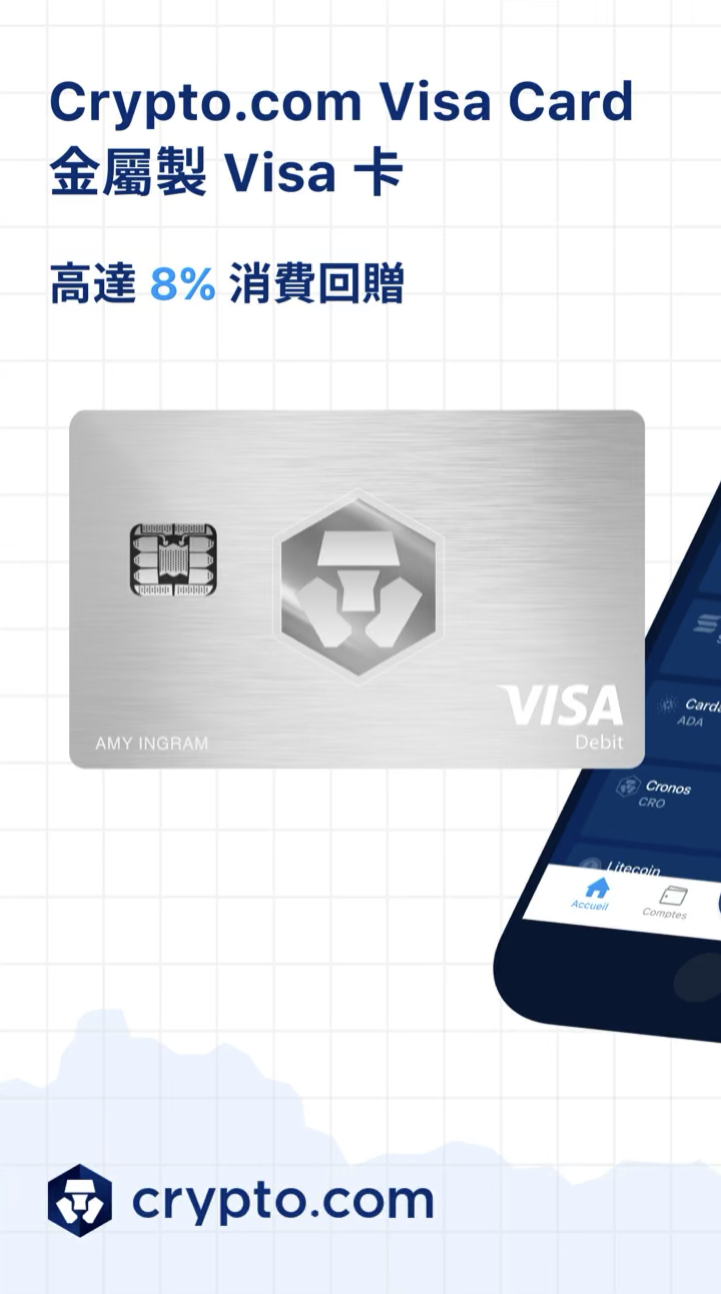 Crypto.com Visa Card
金屬製 Visa 卡
高達 8% 消費回贈
AMY INGRAM
VISA
Debit
ADA
Cronos
CRO
Litecoin
Accueil
Comptes
crypto.com